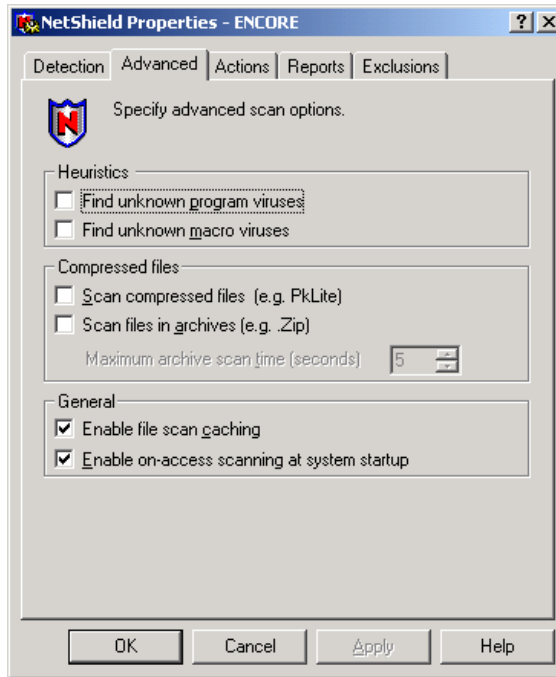 NetShield Properties - ENCORE
Detection Advanced Actions Reports Exclusions
Specify advanced scan options.
Heuristics
Find unknown program viruses
Find unknown macro viruses
Compressed files
Scan compressed files (e.g. PkLite)
Scan files in archives (e.g. .Zip)
Maximum archive scan time (seconds) 5
General
Enable file scan caching
Enable on-access scanning at system startup
OK Cancel Apply Help